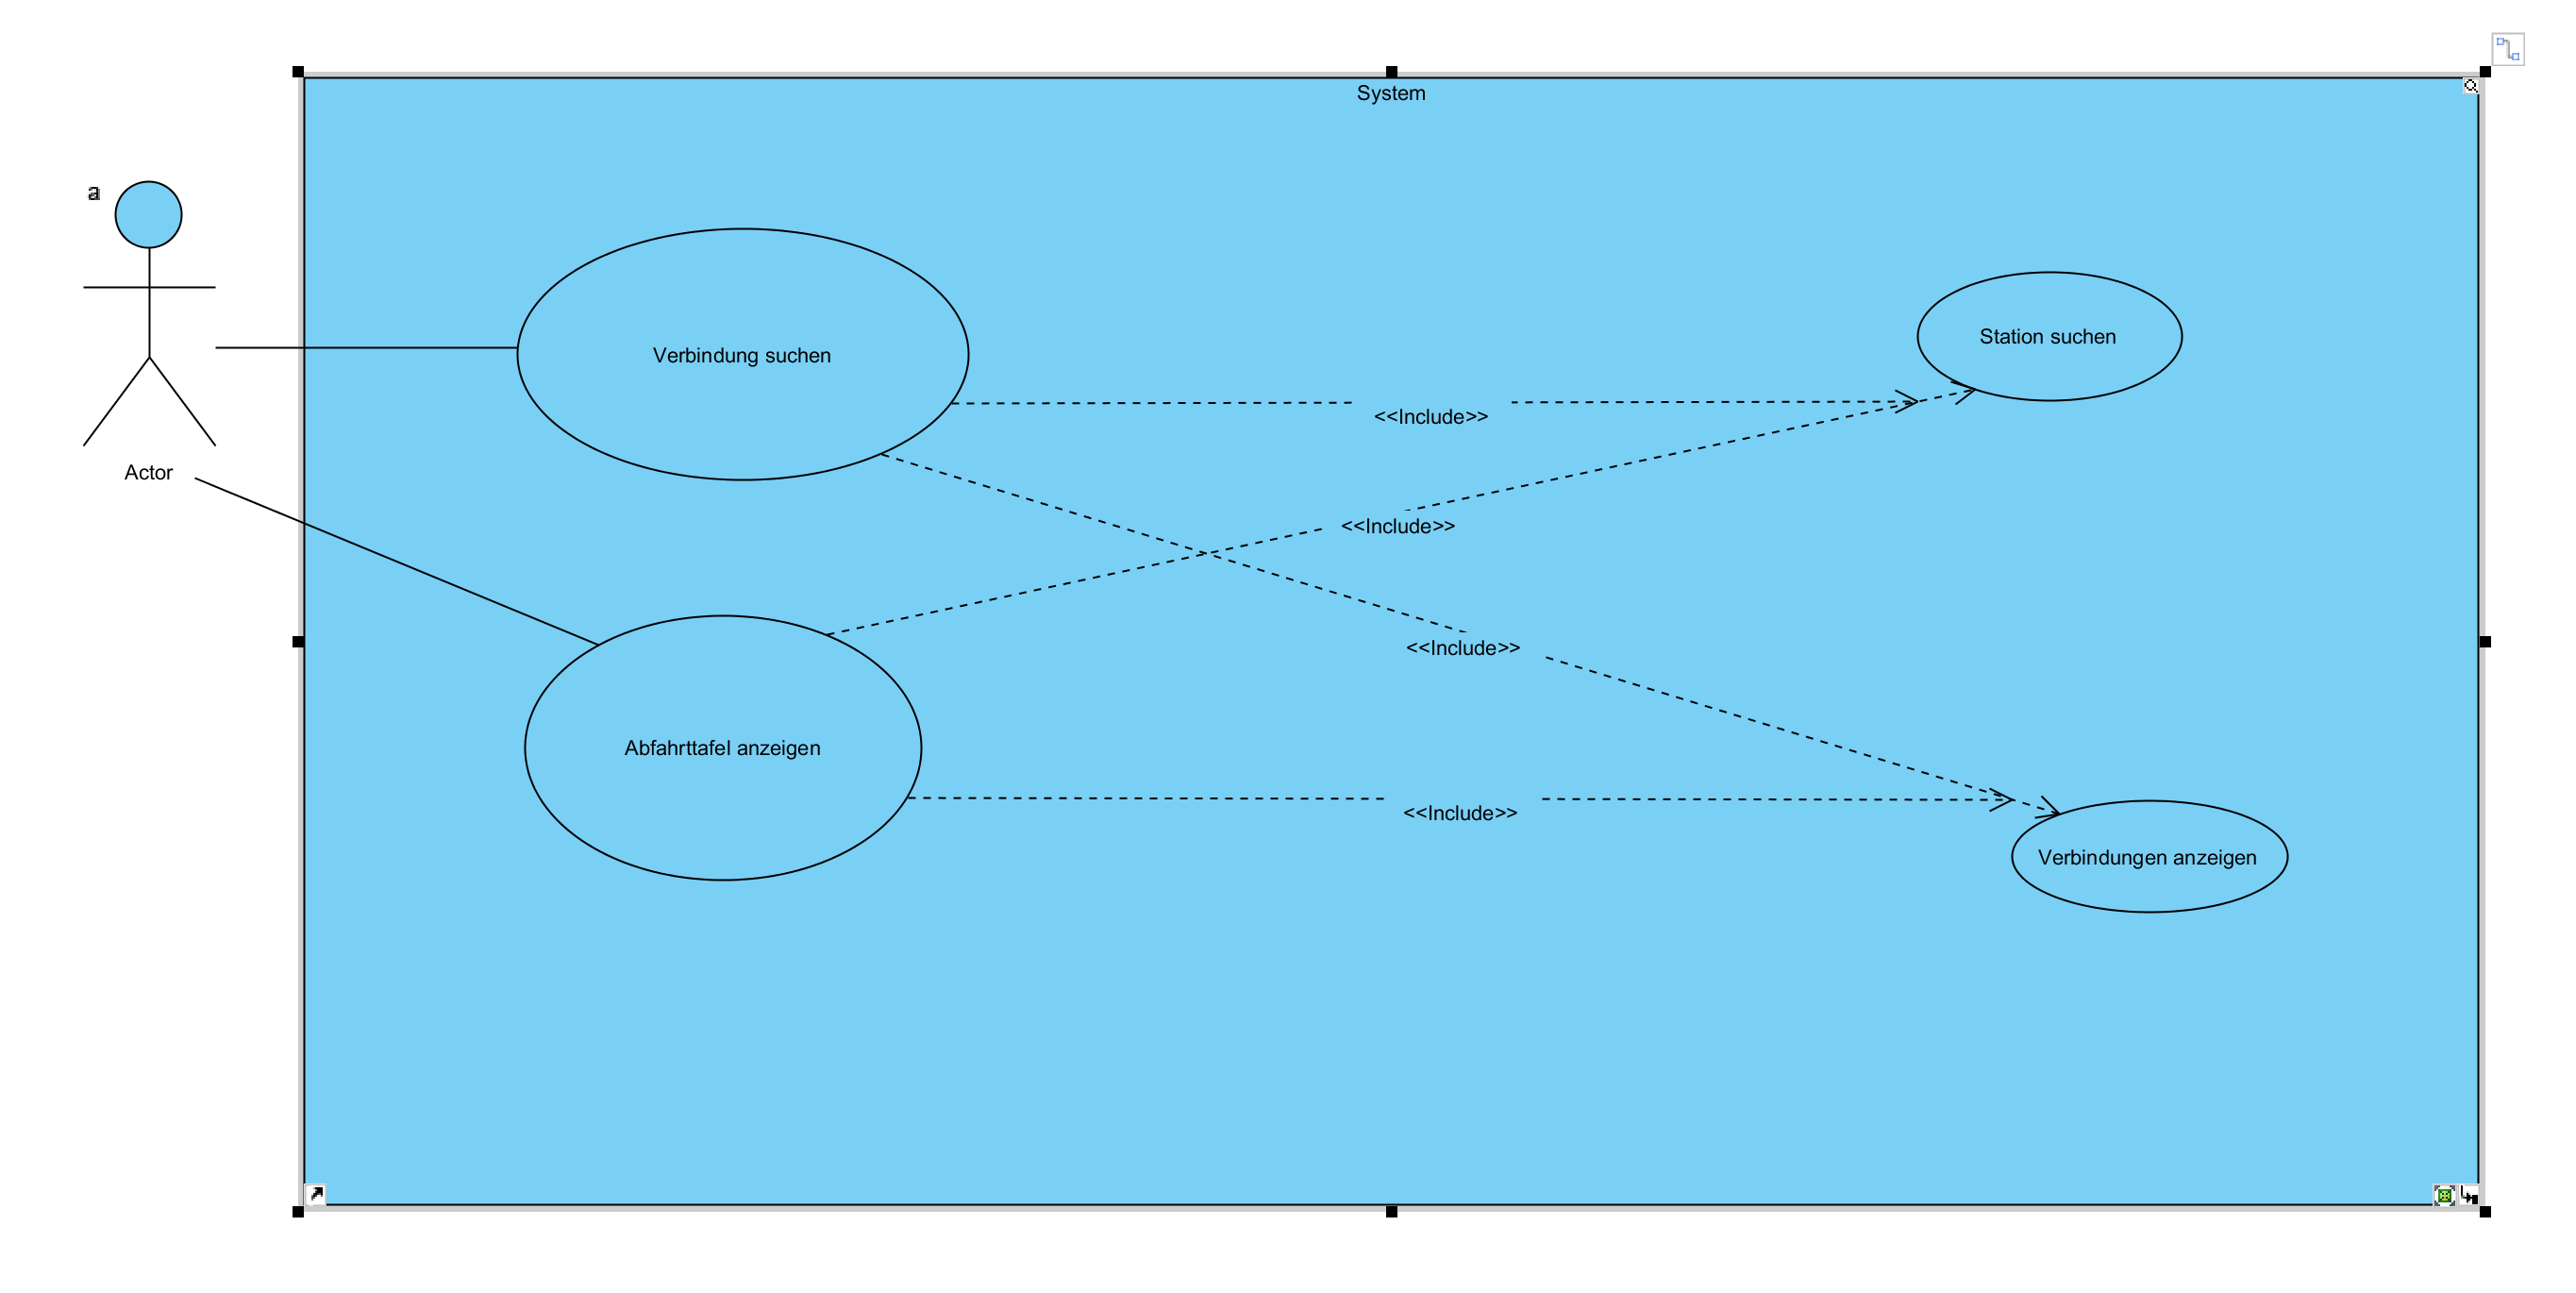 System
a
Verbindung suchen
Station suchen
<<Include>>
Actor
<<Include>>
<<Include>>
Abfahrttafel anzeigen
<<Include>>
Verbindungen anzeigen